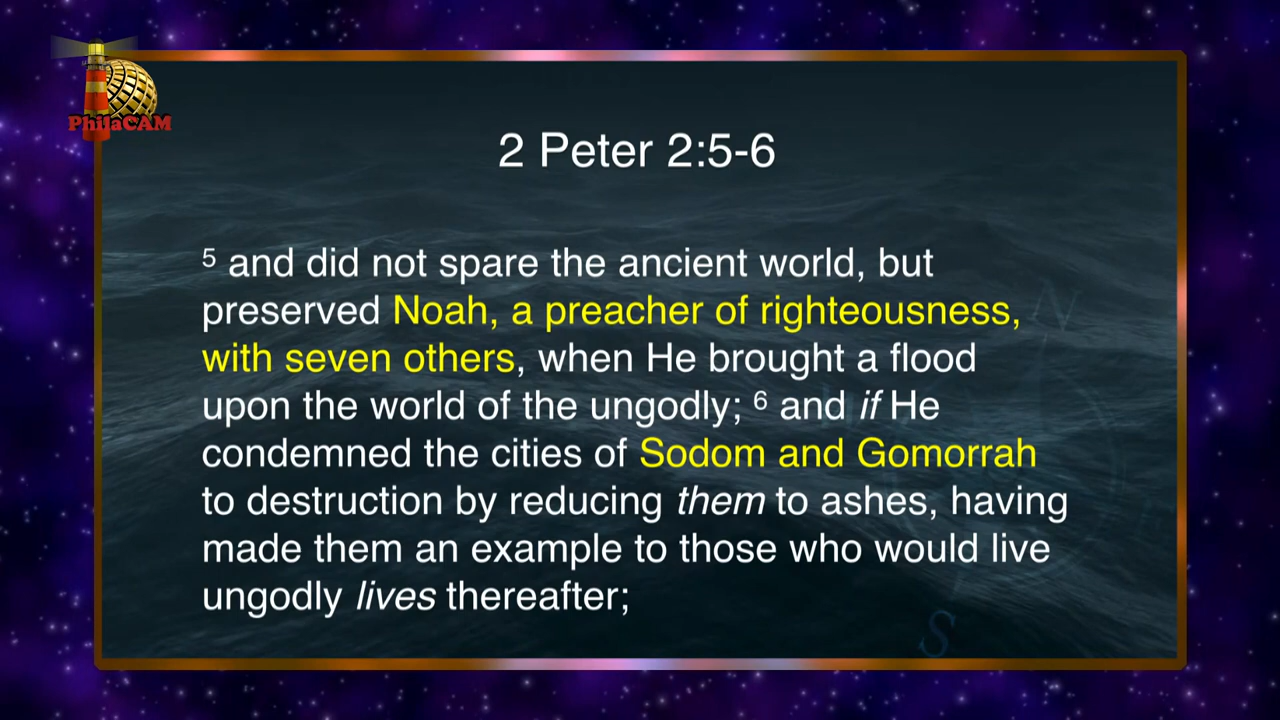 PhilaCAM
2 Peter 2:5-6
5 and did not spare the ancient world, but
preserved Noah, a preacher of righteousness,
with seven others, when He brought a flood
upon the world of the ungodly; 6 and if He
condemned the cities of Sodom and Gomorrah
to destruction by reducing them to ashes, having
made them an example to those who would live
ungodly lives thereafter;
N
S